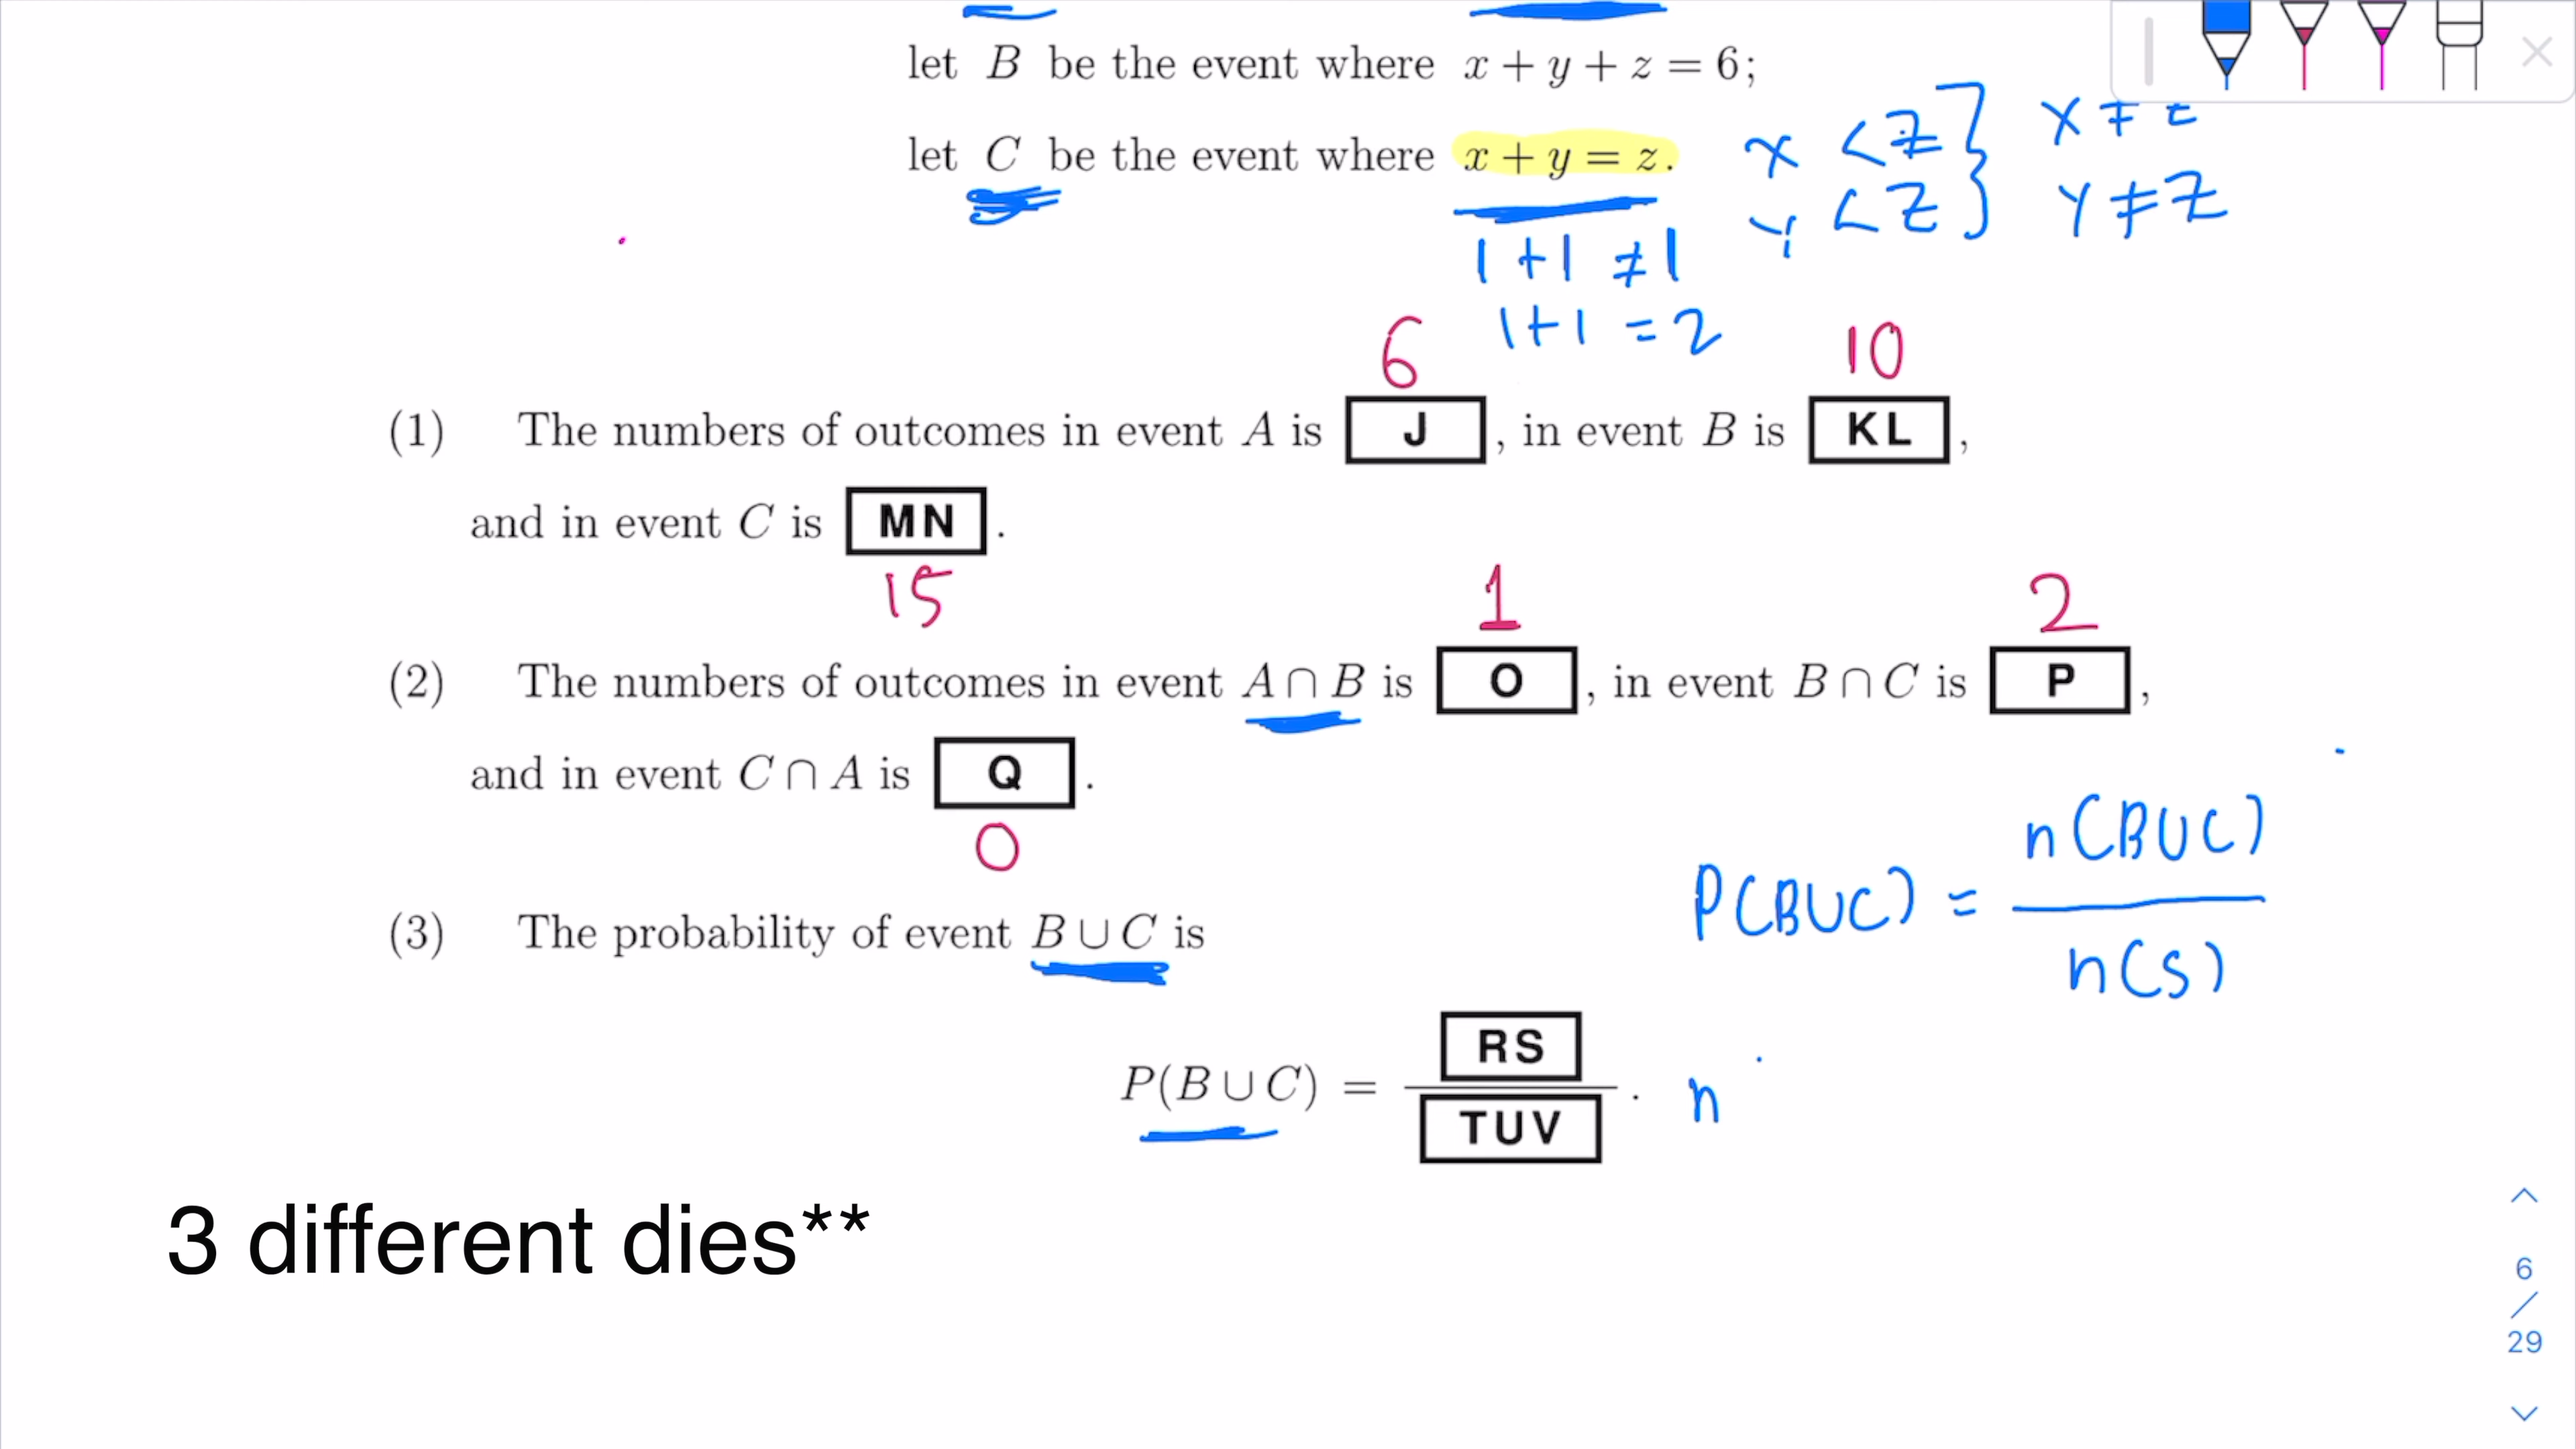 let B be the event where x + y + z = 6;
let C be the event where x + y = z.
x < z } x ≠ z
y < z } y ≠ z
1 + 1 ≠ 1
1 + 1 = 2
6 10
(1) The numbers of outcomes in event A is J , in event B is KL ,
and in event C is MN .
15 1 2
(2) The numbers of outcomes in event A ∩ B is O , in event B ∩ C is P ,
and in event C ∩ A is Q .
0
P(B∪C) = n(B∪C) / n(S)
(3) The probability of event B ∪ C is
P(B ∪ C) = RS / TUV . n
3 different dies**
6
/
29